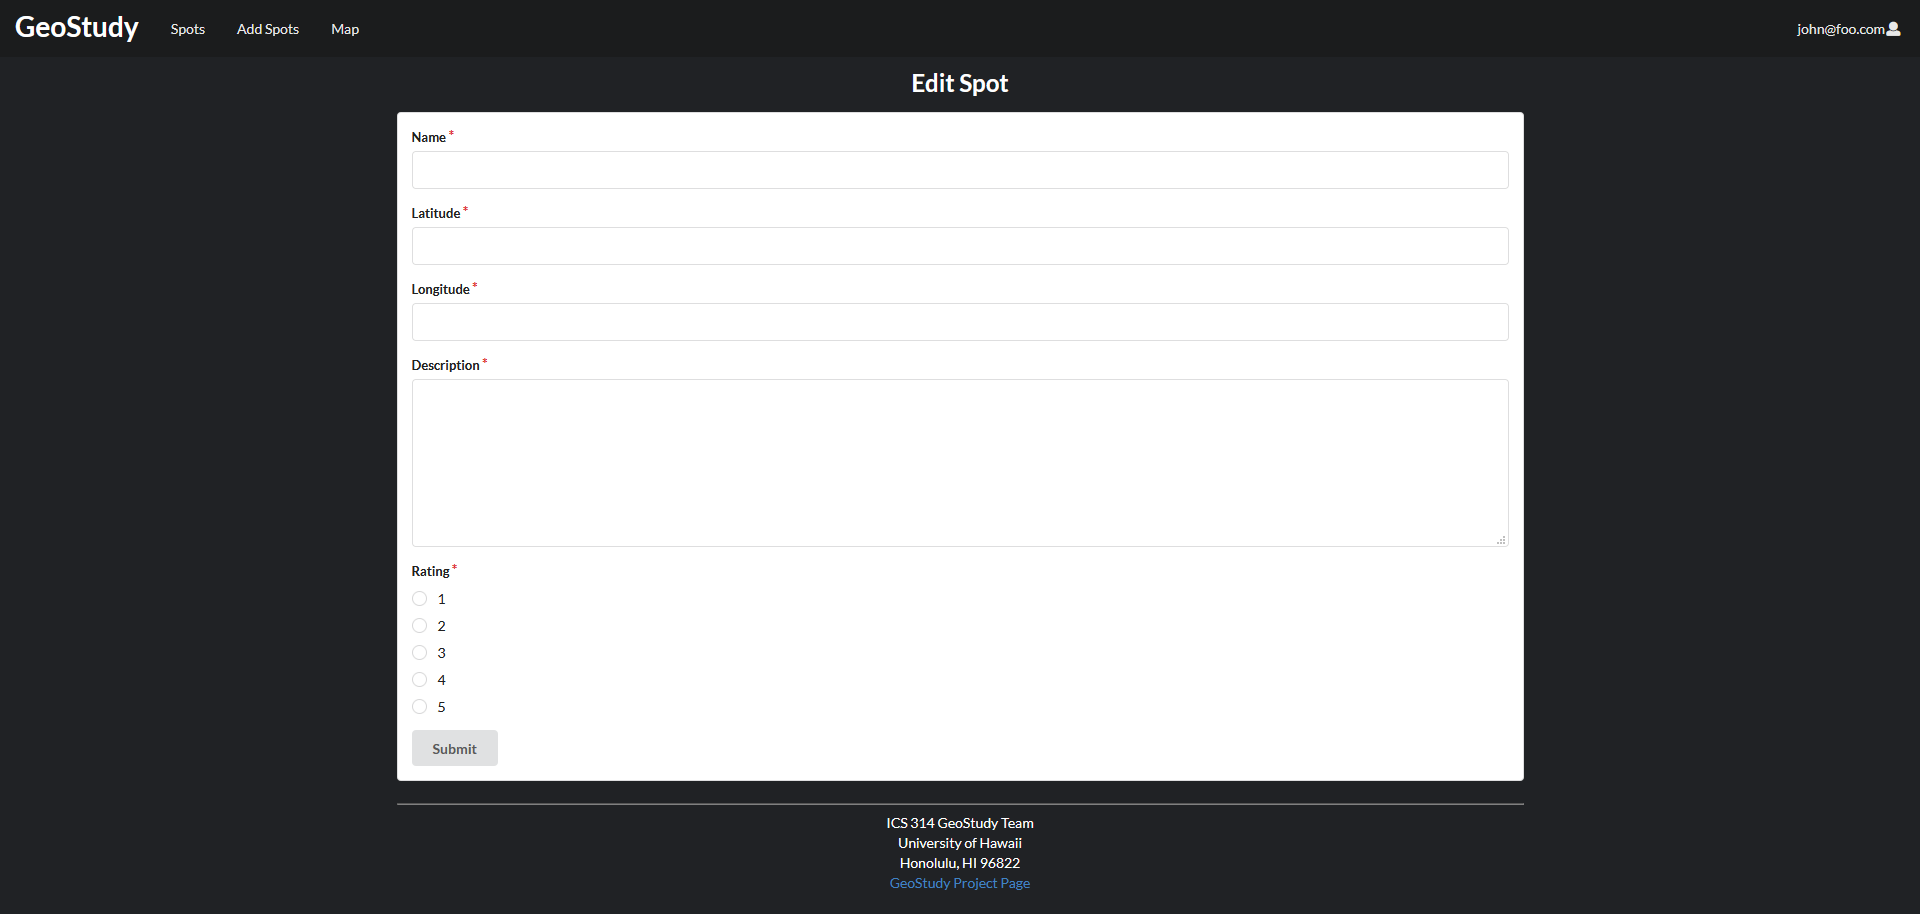 GeoStudy Spots Add Spots Map john@foo.com
Edit Spot
Name *
Latitude *
Longitude *
Description *
Rating *
1
2
3
4
5
Submit
ICS 314 GeoStudy Team
University of Hawaii
Honolulu, HI 96822
GeoStudy Project Page